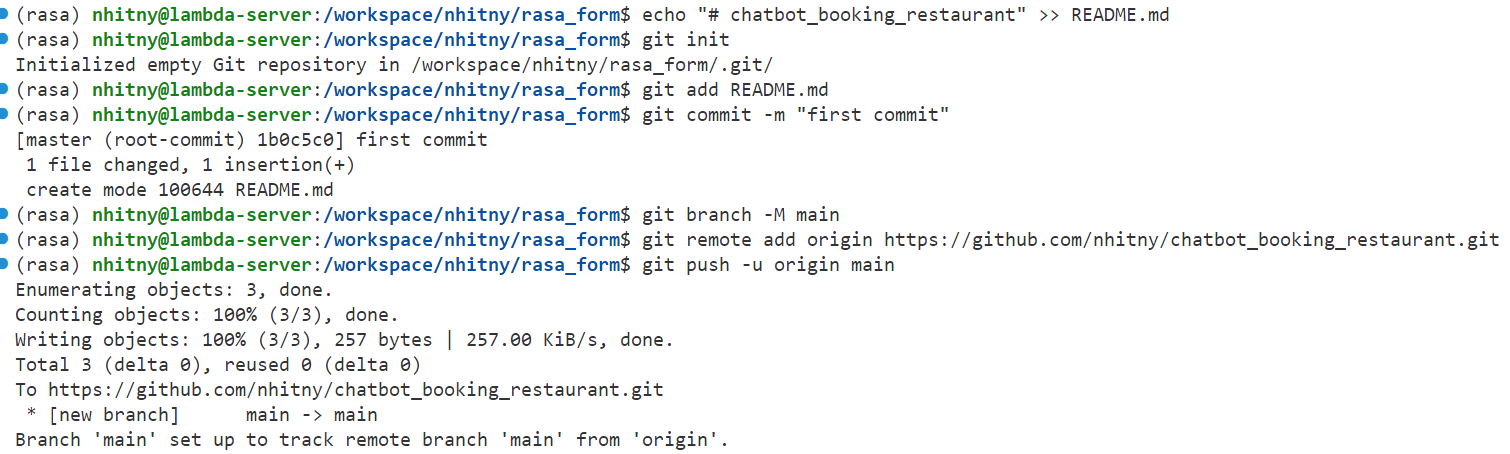 (rasa) nhitny@lambda-server:/workspace/nhitny/rasa_form$ echo "# chatbot_booking_restaurant" >> README.md
(rasa) nhitny@lambda-server:/workspace/nhitny/rasa_form$ git init
Initialized empty Git repository in /workspace/nhitny/rasa_form/.git/
(rasa) nhitny@lambda-server:/workspace/nhitny/rasa_form$ git add README.md
(rasa) nhitny@lambda-server:/workspace/nhitny/rasa_form$ git commit -m "first commit"
[master (root-commit) 1b0c5c0] first commit
 1 file changed, 1 insertion(+)
 create mode 100644 README.md
(rasa) nhitny@lambda-server:/workspace/nhitny/rasa_form$ git branch -M main
(rasa) nhitny@lambda-server:/workspace/nhitny/rasa_form$ git remote add origin https://github.com/nhitny/chatbot_booking_restaurant.git
(rasa) nhitny@lambda-server:/workspace/nhitny/rasa_form$ git push -u origin main
Enumerating objects: 3, done.
Counting objects: 100% (3/3), done.
Writing objects: 100% (3/3), 257 bytes | 257.00 KiB/s, done.
Total 3 (delta 0), reused 0 (delta 0)
To https://github.com/nhitny/chatbot_booking_restaurant.git
 * [new branch]      main -> main
Branch 'main' set up to track remote branch 'main' from 'origin'.